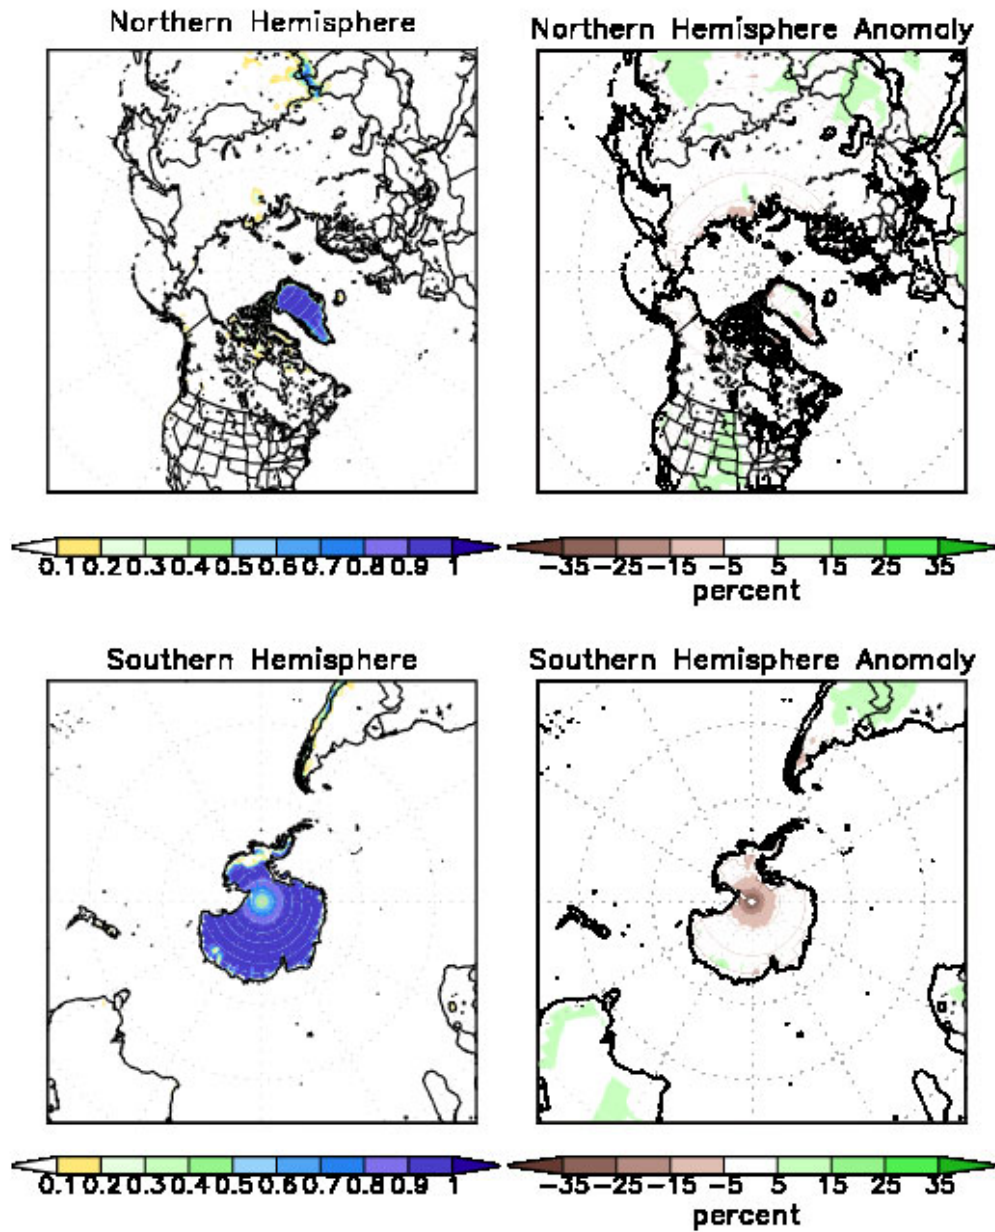 Northern Hemisphere
Northern Hemisphere Anomaly
0.1 0.2 0.3 0.4 0.5 0.6 0.7 0.8 0.9 1
-35 -25 -15 -5 5 15 25 35
percent
Southern Hemisphere
Southern Hemisphere Anomaly
0.1 0.2 0.3 0.4 0.5 0.6 0.7 0.8 0.9 1
-35 -25 -15 -5 5 15 25 35
percent